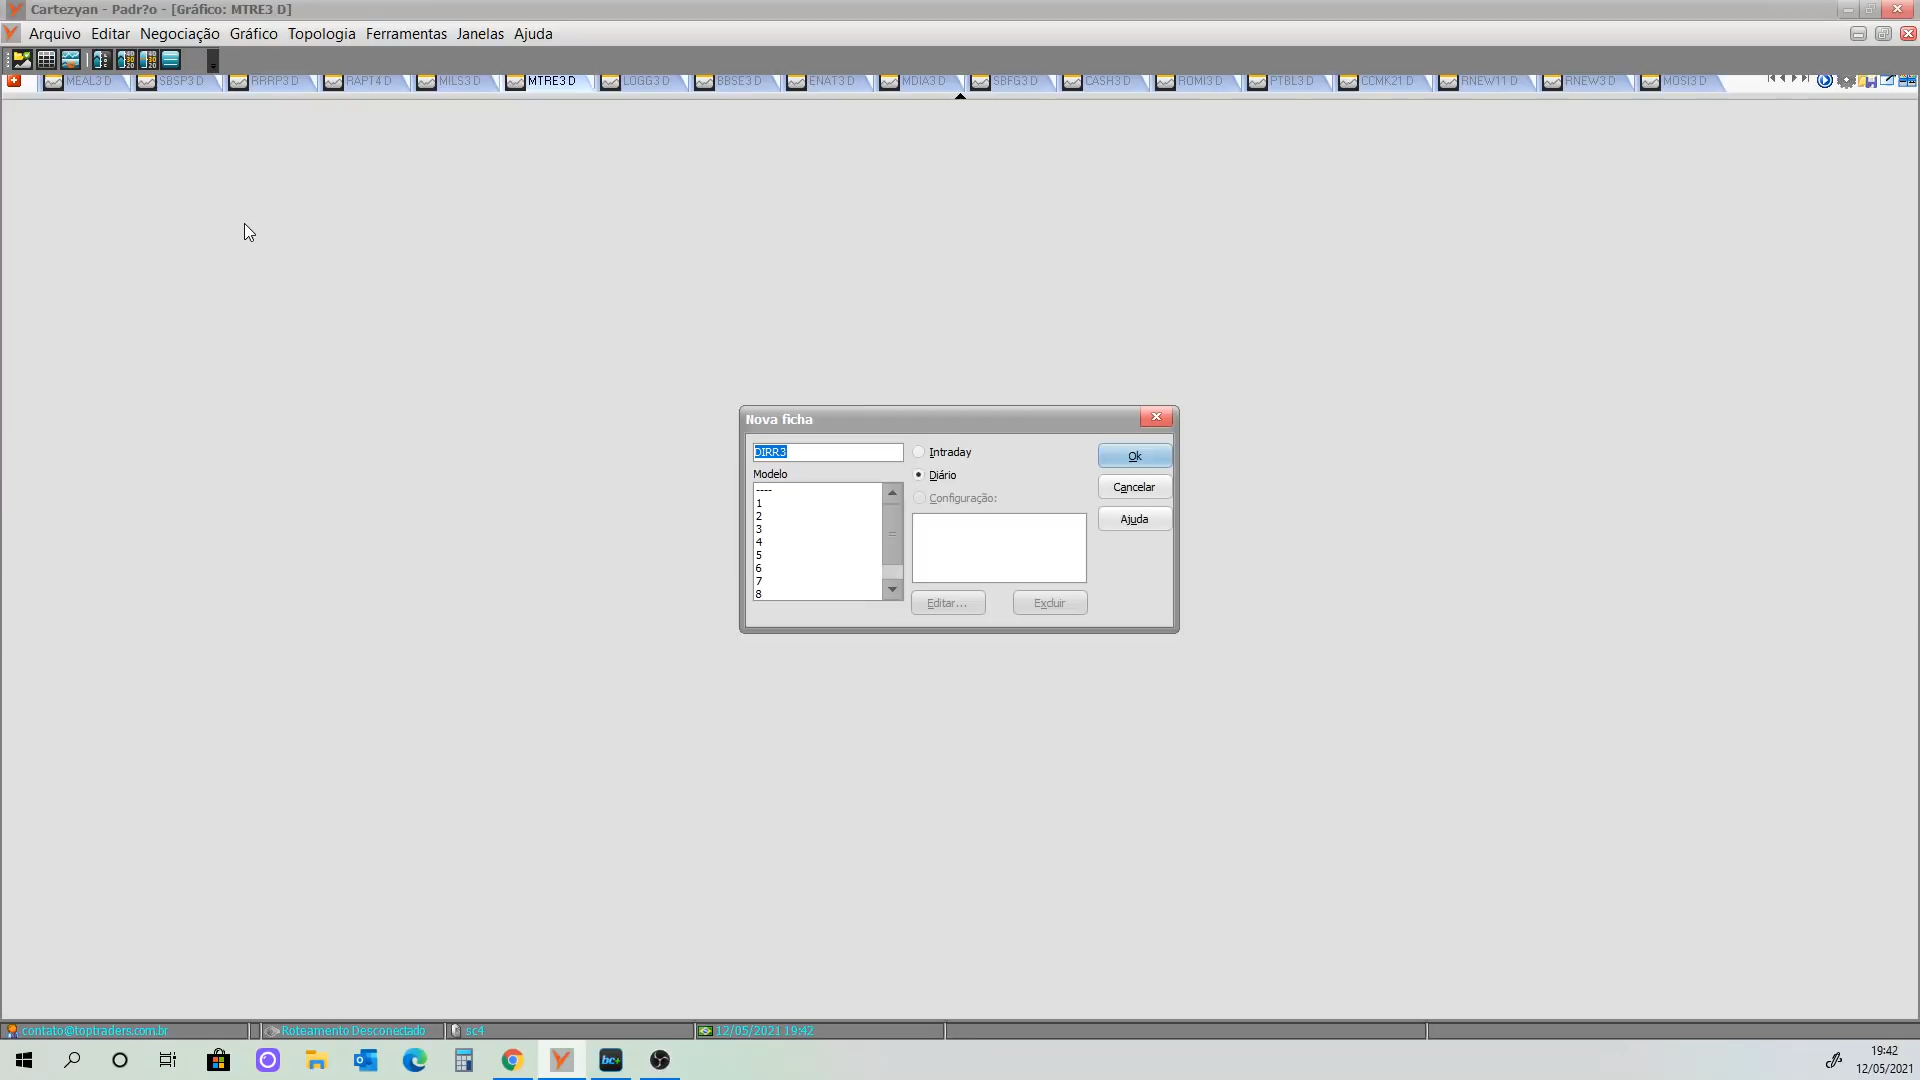 Cartezyan - Padr?o - [Gráfico: MTRE3 D]
Arquivo Editar Negociação Gráfico Topologia Ferramentas Janelas Ajuda
MEAL3 D SBSP3 D RRRP3 D RAPT4 D MILS3 D MTRE3 D LOGG3 D BBSE3 D ENAT3 D MDIA3 D SBFG3 D CASH3 D ROMI3 D PTBL3 D CCMK21 D RNEW11 D RNEW3 D MOSI3 D
Nova ficha
DIRR3
Intraday
Ok
Modelo
Diário
----
Cancelar
1
Configuração:
2
3
Ajuda
4
5
6
7
8
Editar...
Excluir
contato@toptraders.com.br Roteamento Desconectado sc4 12/05/2021 19:42
bc+
19:42
12/05/2021